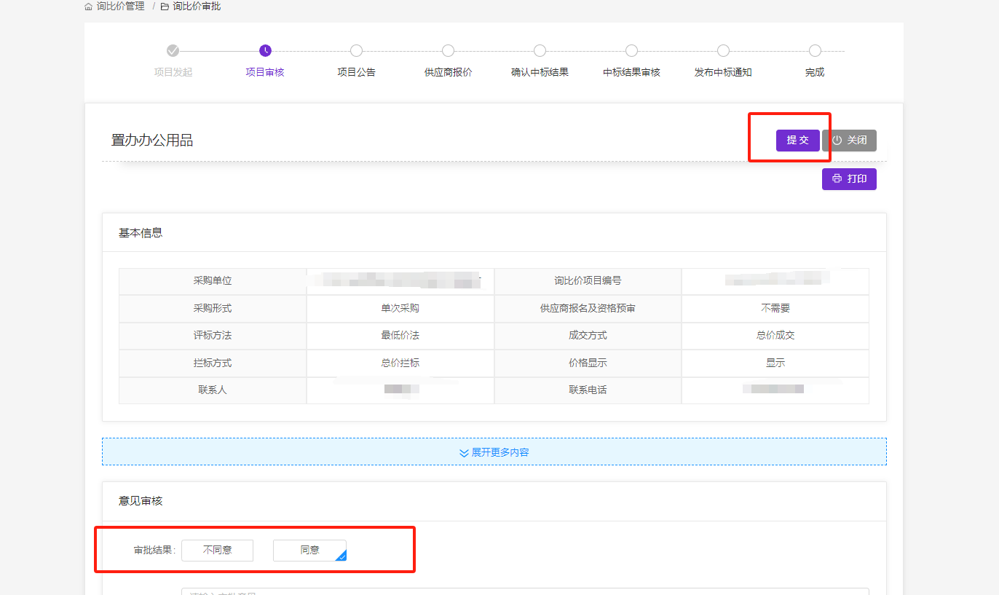 询比价管理 / 询比价审批
项目发起 项目审核 项目公告 供应商报价 确认中标结果 中标结果审核 发布中标通知 完成
置办办公用品 提交 关闭
打印
基本信息
采购单位 询比价项目编号
采购形式 单次采购 供应商报名及资格预审 不需要
评标方法 最低价法 成交方式 总价成交
拦标方式 总价拦标 价格显示 显示
联系人 联系电话
展开更多内容
意见审核
审批结果: 不同意 同意